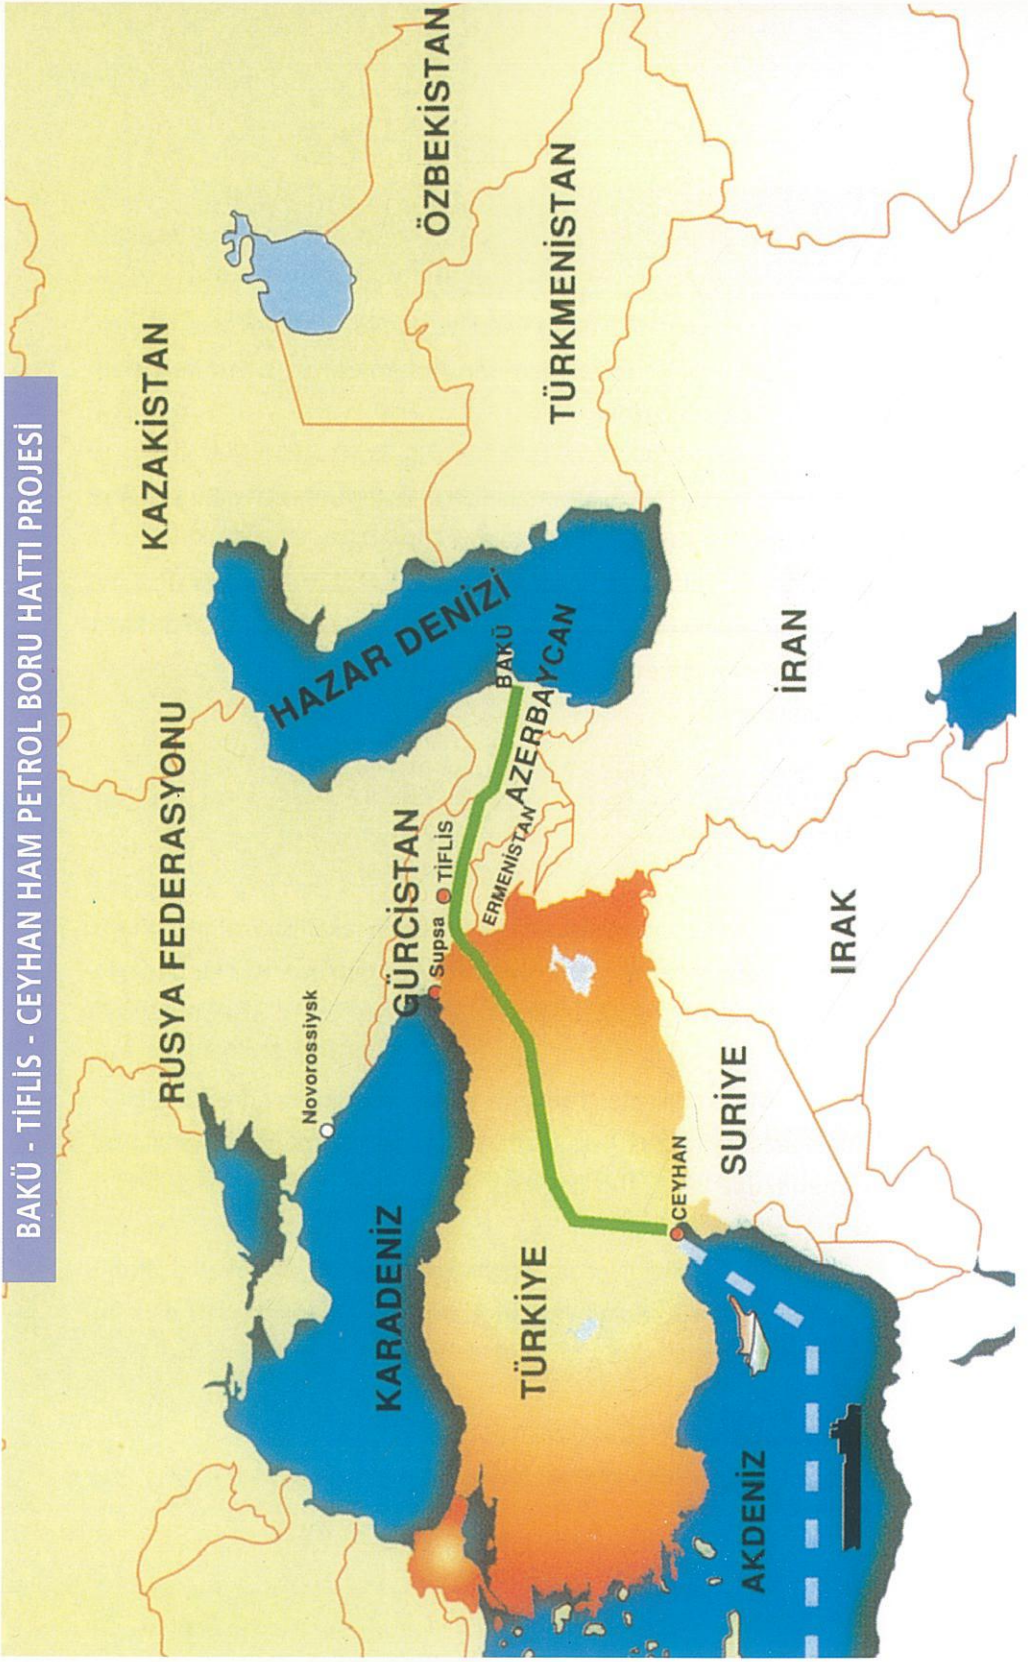 BAKÜ - TİFLİS - CEYHAN HAM PETROL BORU HATTI PROJESİ
RUSYA FEDERASYONU
KAZAKİSTAN
Novorossiysk
HAZAR DENİZİ
KARADENİZ
GÜRCİSTAN
Supsa
TİFLİS
ÖZBEKİSTAN
BAKÜ
ERMENİSTAN
AZERBAYCAN
TÜRKİYE
TÜRKMENİSTAN
CEYHAN
SURİYE
AKDENİZ
IRAK
İRAN